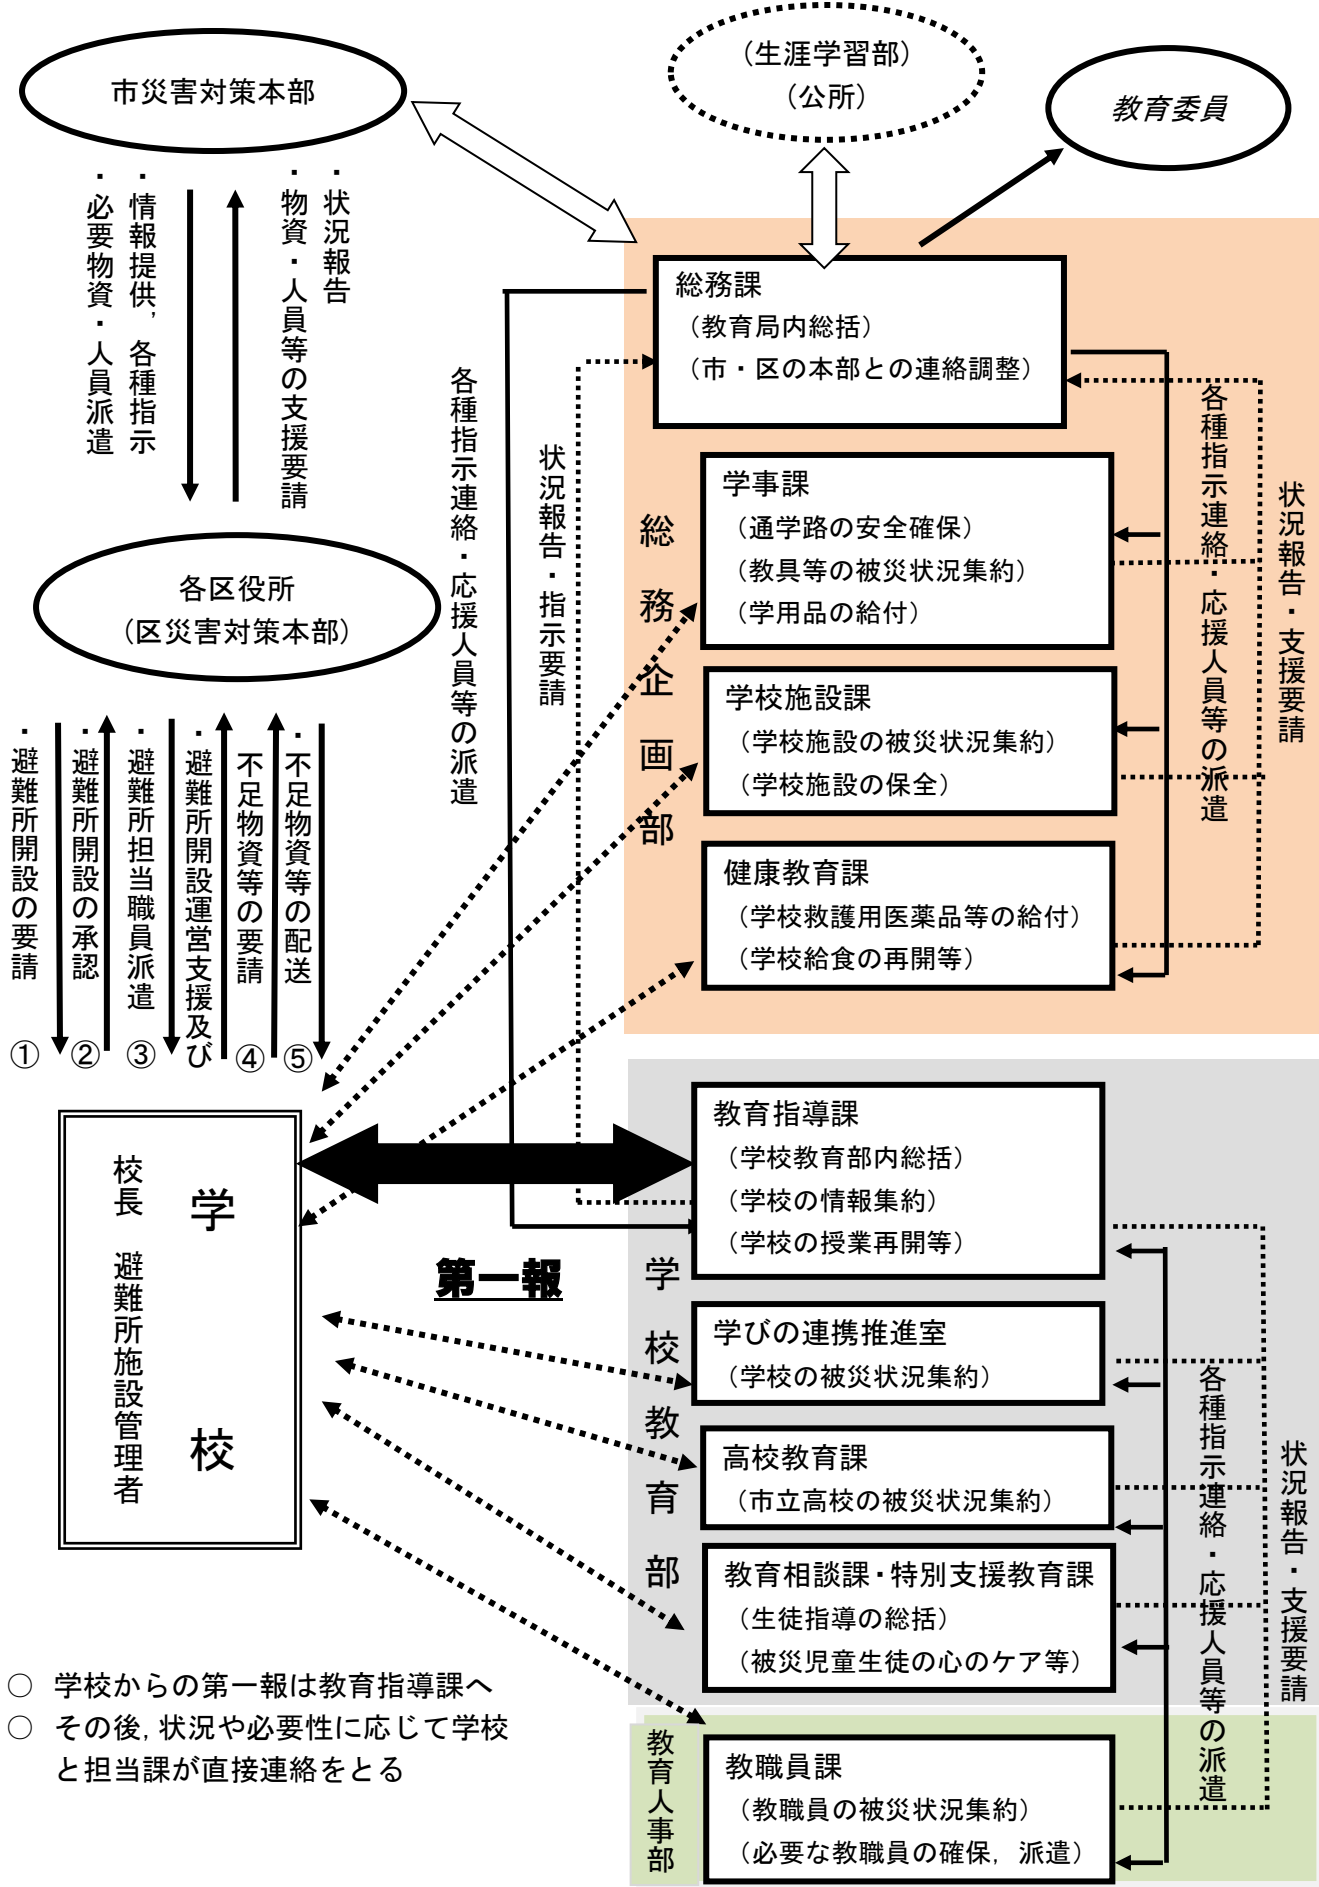 市災害対策本部
（生涯学習部）
（公所）
教育委員
・状況報告
・物資・人員等の支援要請
・情報提供，各種指示
・必要物資・人員派遣
各区役所
（区災害対策本部）
・避難所開設の要請 ①
・避難所開設の承認 ②
・避難所担当職員派遣 ③
・避難所開設運営支援及び
不足物資等の要請 ④
・不足物資等の配送 ⑤
各種指示連絡・応援人員等の派遣
状況報告・指示要請
総務企画部
総務課
（教育局内総括）
（市・区の本部との連絡調整）
学事課
（通学路の安全確保）
（教具等の被災状況集約）
（学用品の給付）
学校施設課
（学校施設の被災状況集約）
（学校施設の保全）
健康教育課
（学校救護用医薬品等の給付）
（学校給食の再開等）
各種指示連絡・応援人員等の派遣
状況報告・支援要請
学校
校長 避難所施設管理者
第一報
学校教育部
教育指導課
（学校教育部内総括）
（学校の情報集約）
（学校の授業再開等）
学びの連携推進室
（学校の被災状況集約）
高校教育課
（市立高校の被災状況集約）
教育相談課・特別支援教育課
（生徒指導の総括）
（被災児童生徒の心のケア等）
教育人事部
教職員課
（教職員の被災状況集約）
（必要な教職員の確保，派遣）
各種指示連絡・応援人員等の派遣
状況報告・支援要請
○ 学校からの第一報は教育指導課へ
○ その後，状況や必要性に応じて学校
と担当課が直接連絡をとる